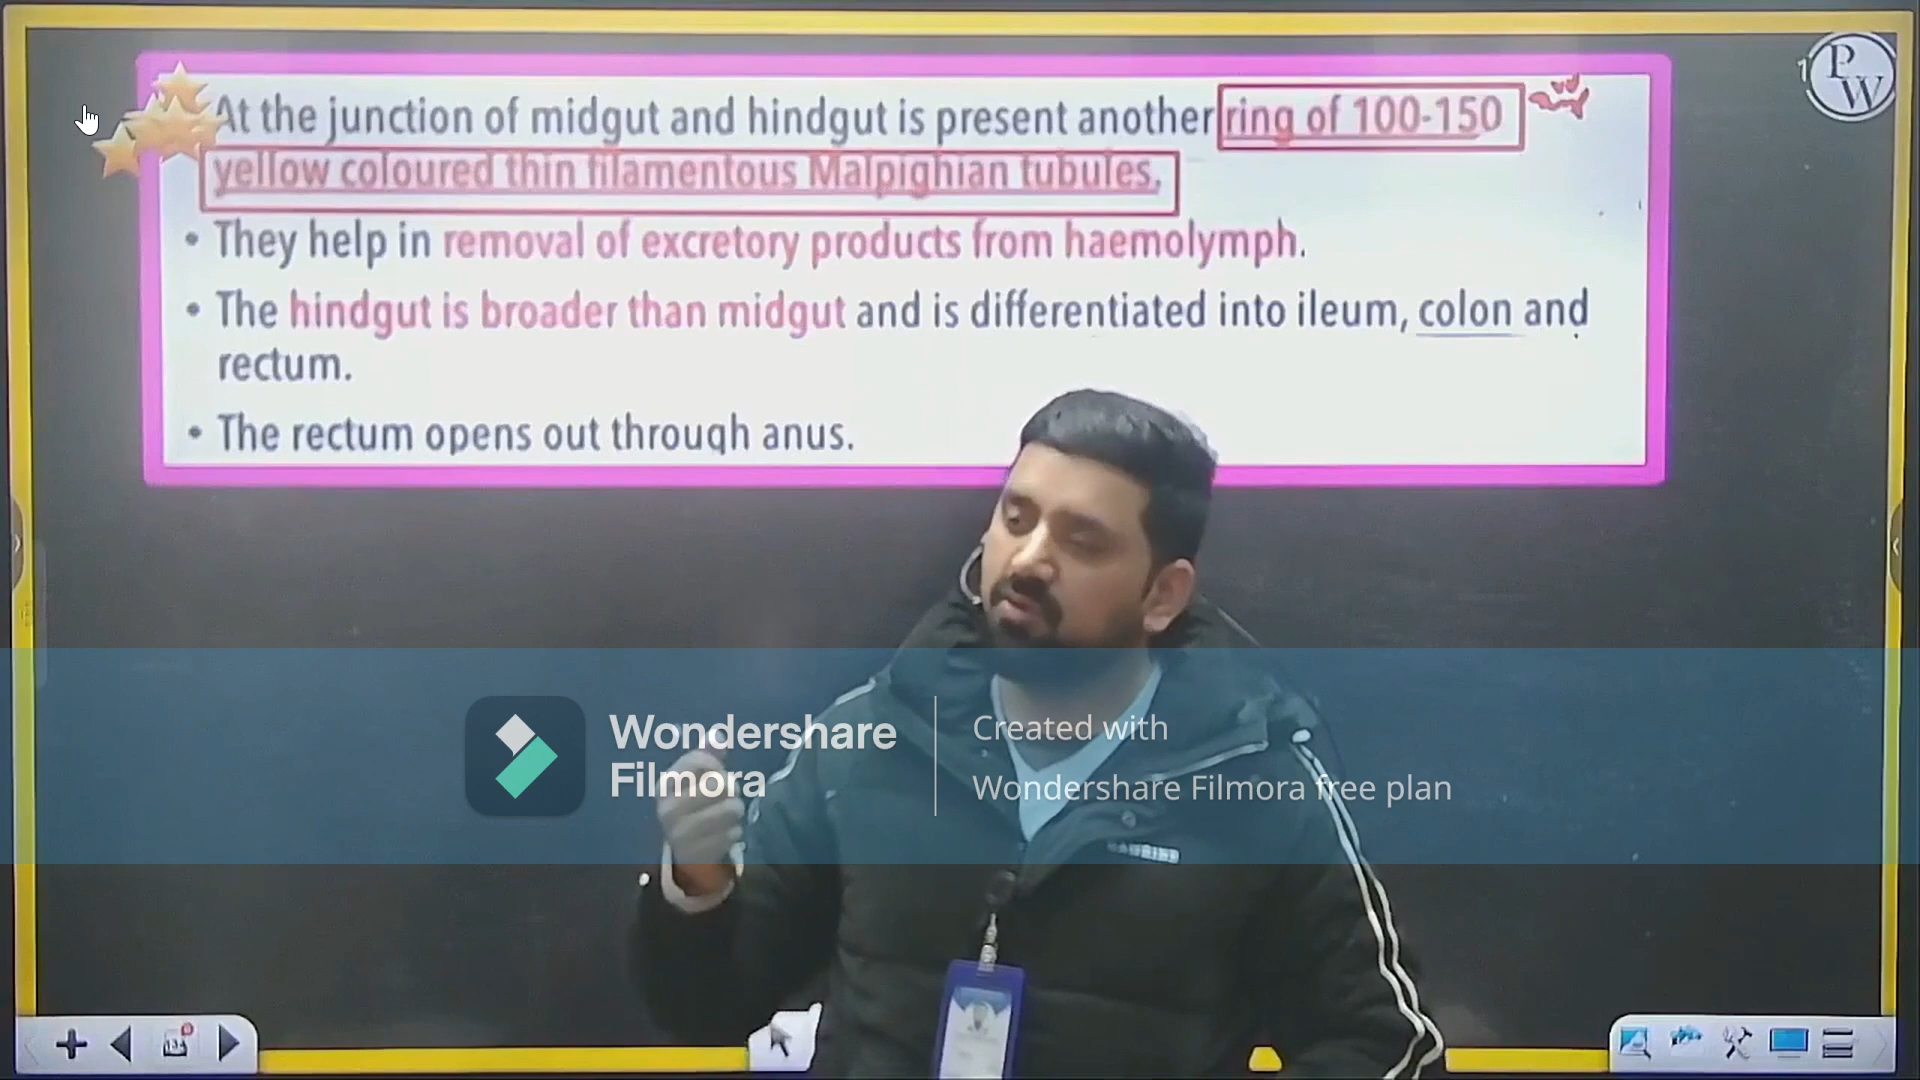 At the junction of midgut and hindgut is present another ring of 100-150
yellow coloured thin filamentous Malpighian tubules.
• They help in removal of excretory products from haemolymph.
• The hindgut is broader than midgut and is differentiated into ileum, colon and
rectum.
• The rectum opens out through anus.
PW
Wondershare
Filmora
Created with
Wondershare Filmora free plan
134